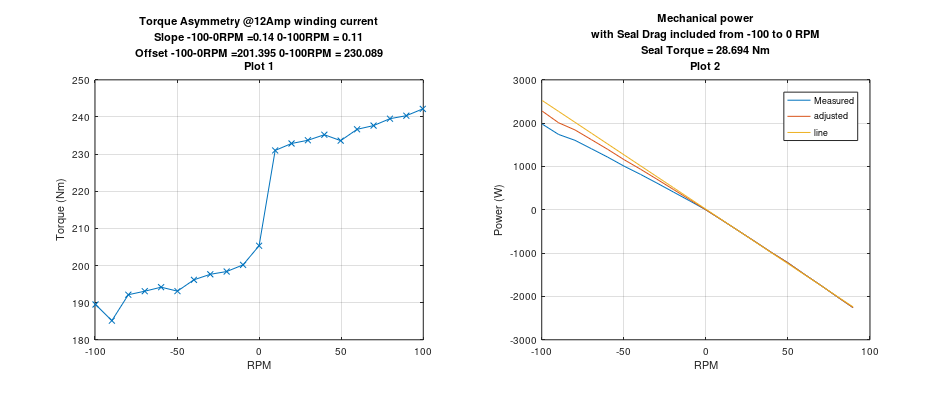 Torque Asymmetry @12Amp winding current
Slope -100-0RPM =0.14 0-100RPM = 0.11
Offset -100-0RPM =201.395 0-100RPM = 230.089
Plot 1
250
240
230
220
210
200
190
180
Torque (Nm)
-100
-50
0
50
100
RPM
Mechanical power
with Seal Drag included from -100 to 0 RPM
Seal Torque = 28.694 Nm
Plot 2
3000
2000
1000
0
-1000
-2000
-3000
Power (W)
Measured
adjusted
line
-100
-50
0
50
100
RPM